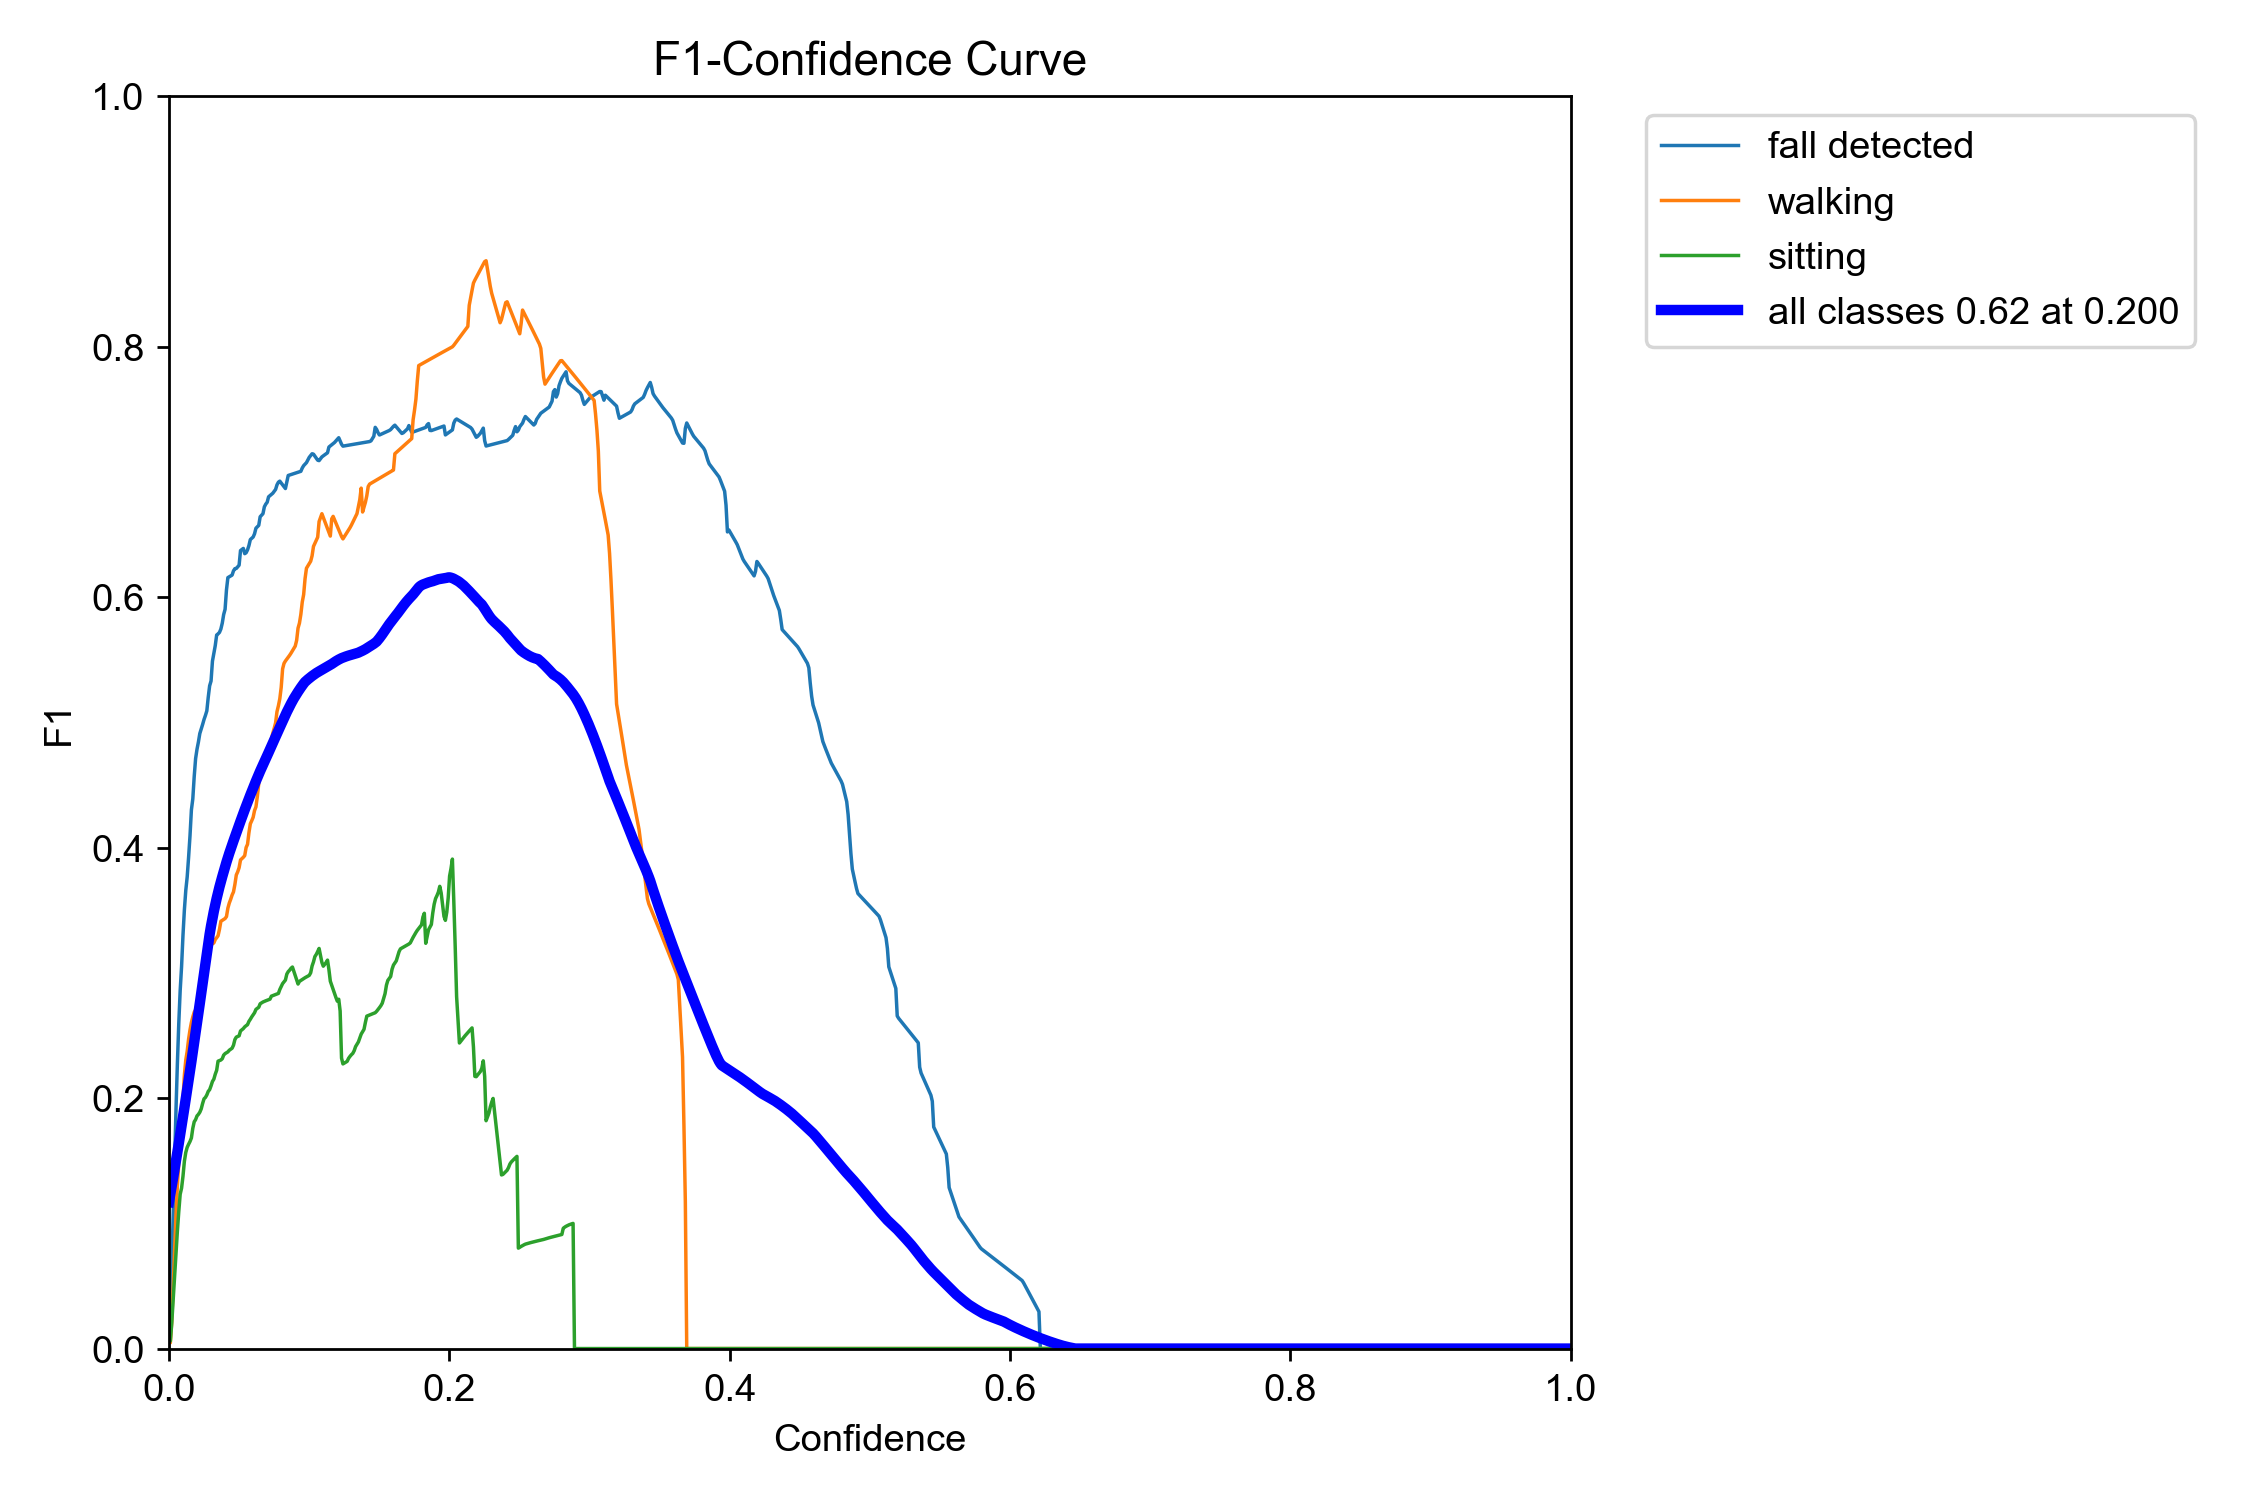 F1-Confidence Curve
1.0
0.8
0.6
0.4
0.2
0.0
F1
0.0 0.2 0.4 0.6 0.8 1.0
Confidence
fall detected
walking
sitting
all classes 0.62 at 0.200